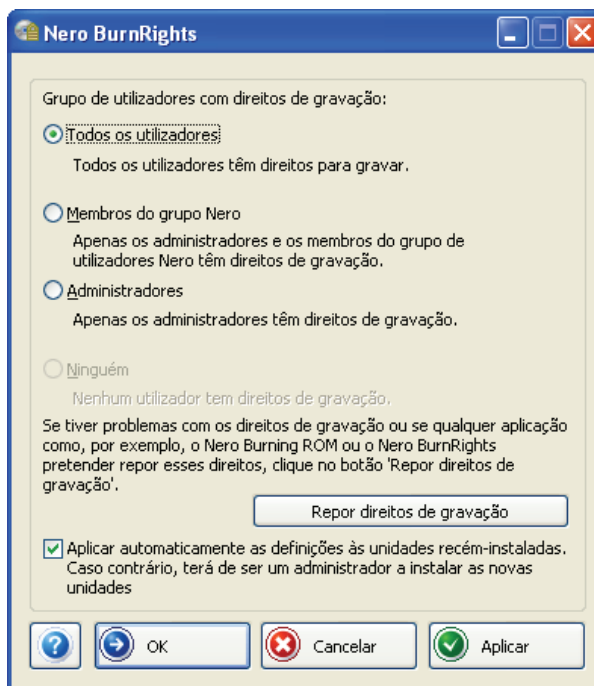 Nero BurnRights
Grupo de utilizadores com direitos de gravação:
Todos os utilizadores
Todos os utilizadores têm direitos para gravar.
Membros do grupo Nero
Apenas os administradores e os membros do grupo de
utilizadores Nero têm direitos de gravação.
Administradores
Apenas os administradores têm direitos de gravação.
Ninguém
Nenhum utilizador tem direitos de gravação.
Se tiver problemas com os direitos de gravação ou se qualquer aplicação
como, por exemplo, o Nero Burning ROM ou o Nero BurnRights
pretender repor esses direitos, clique no botão 'Repor direitos de
gravação'.
Repor direitos de gravação
Aplicar automaticamente as definições às unidades recém-instaladas.
Caso contrário, terá de ser um administrador a instalar as novas
unidades
? OK Cancelar Aplicar